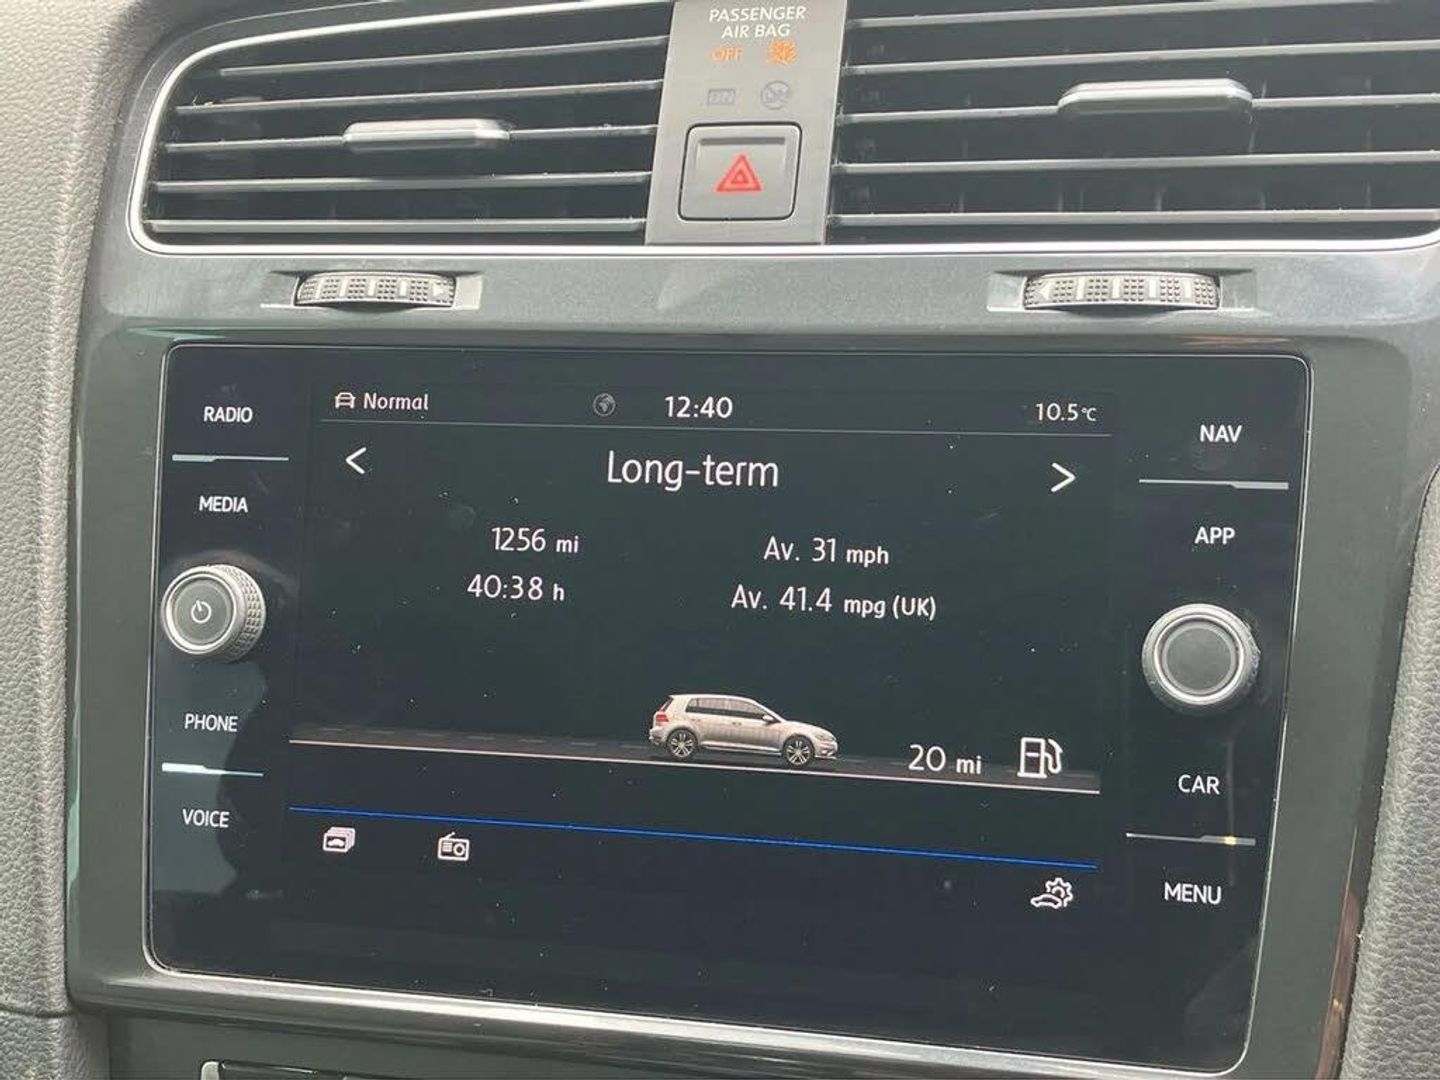 PASSENGER
AIR BAG
OFF
RADIO
MEDIA
PHONE
VOICE
Normal
12:40
10.5°C
<
Long-term
>
1256 mi
Av. 31 mph
40:38 h
Av. 41.4 mpg (UK)
20 mi
NAV
APP
CAR
MENU